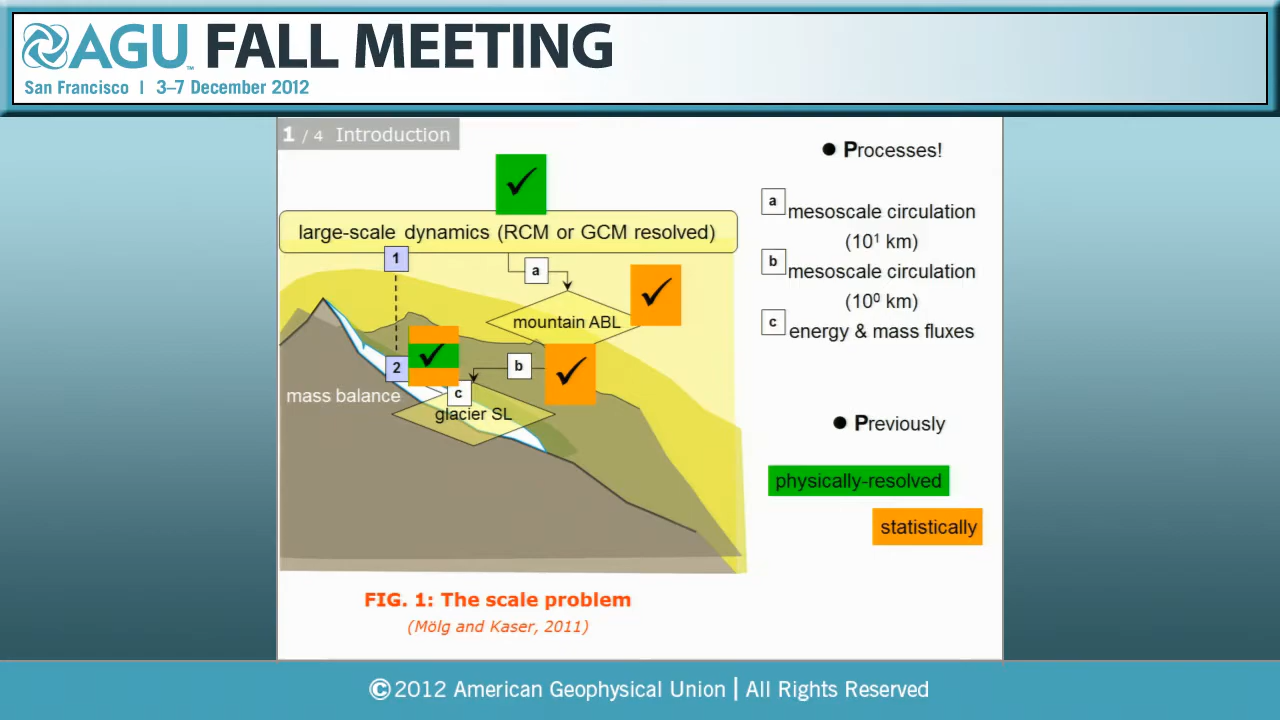 AGU FALL MEETING
San Francisco | 3–7 December 2012
1 / 4 Introduction
large-scale dynamics (RCM or GCM resolved)
1
a
mountain ABL
2
b
mass balance
c
glacier SL
FIG. 1: The scale problem
(Mölg and Kaser, 2011)
● Processes!
a mesoscale circulation
(10¹ km)
b mesoscale circulation
(10⁰ km)
c energy & mass fluxes
● Previously
physically-resolved
statistically
©2012 American Geophysical Union | All Rights Reserved